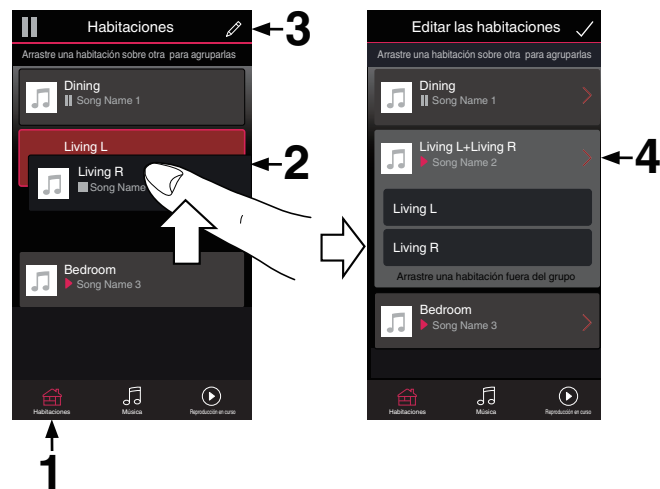 Habitaciones
3
Arrastre una habitación sobre otra para agruparlas
Dining
Song Name 1
Living L
Living R
Song Name
2
Bedroom
Song Name 3
Habitaciones
Música
Reproducción en curso
1
Editar las habitaciones
Arrastre una habitación sobre otra para agruparlas
Dining
Song Name 1
Living L+Living R
Song Name 2
4
Living L
Living R
Arrastre una habitación fuera del grupo
Bedroom
Song Name 3
Habitaciones
Música
Reproducción en curso